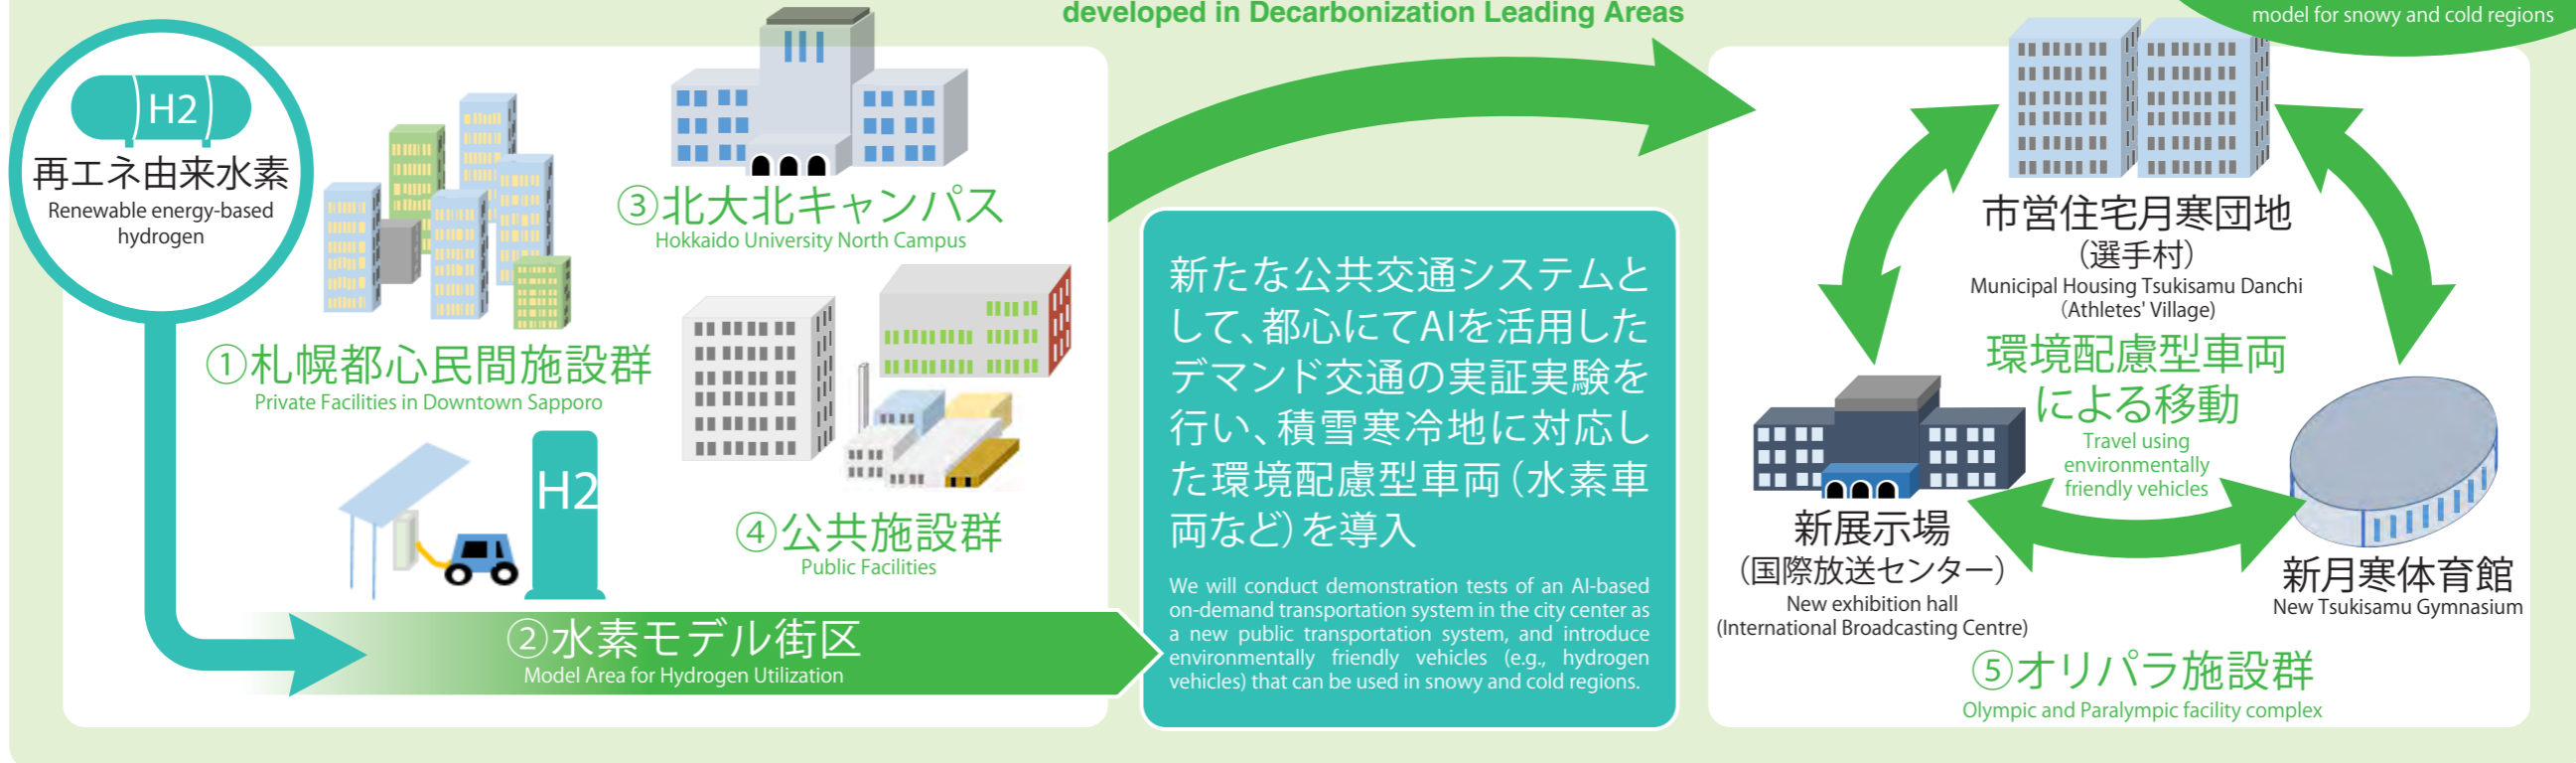 developed in Decarbonization Leading Areas
model for snowy and cold regions
H2
再エネ由来水素
Renewable energy-based
hydrogen
③北大北キャンパス
Hokkaido University North Campus
①札幌都心民間施設群
Private Facilities in Downtown Sapporo
H2
④公共施設群
Public Facilities
②水素モデル街区
Model Area for Hydrogen Utilization
新たな公共交通システムと
して、都心にてAIを活用した
デマンド交通の実証実験を
行い、積雪寒冷地に対応し
た環境配慮型車両（水素車
両など）を導入
We will conduct demonstration tests of an AI-based
on-demand transportation system in the city center as
a new public transportation system, and introduce
environmentally friendly vehicles (e.g., hydrogen
vehicles) that can be used in snowy and cold regions.
市営住宅月寒団地
（選手村）
Municipal Housing Tsukisamu Danchi
(Athletes' Village)
環境配慮型車両
による移動
Travel using
environmentally
friendly vehicles
新展示場
（国際放送センター）
New exhibition hall
(International Broadcasting Centre)
新月寒体育館
New Tsukisamu Gymnasium
⑤オリパラ施設群
Olympic and Paralympic facility complex